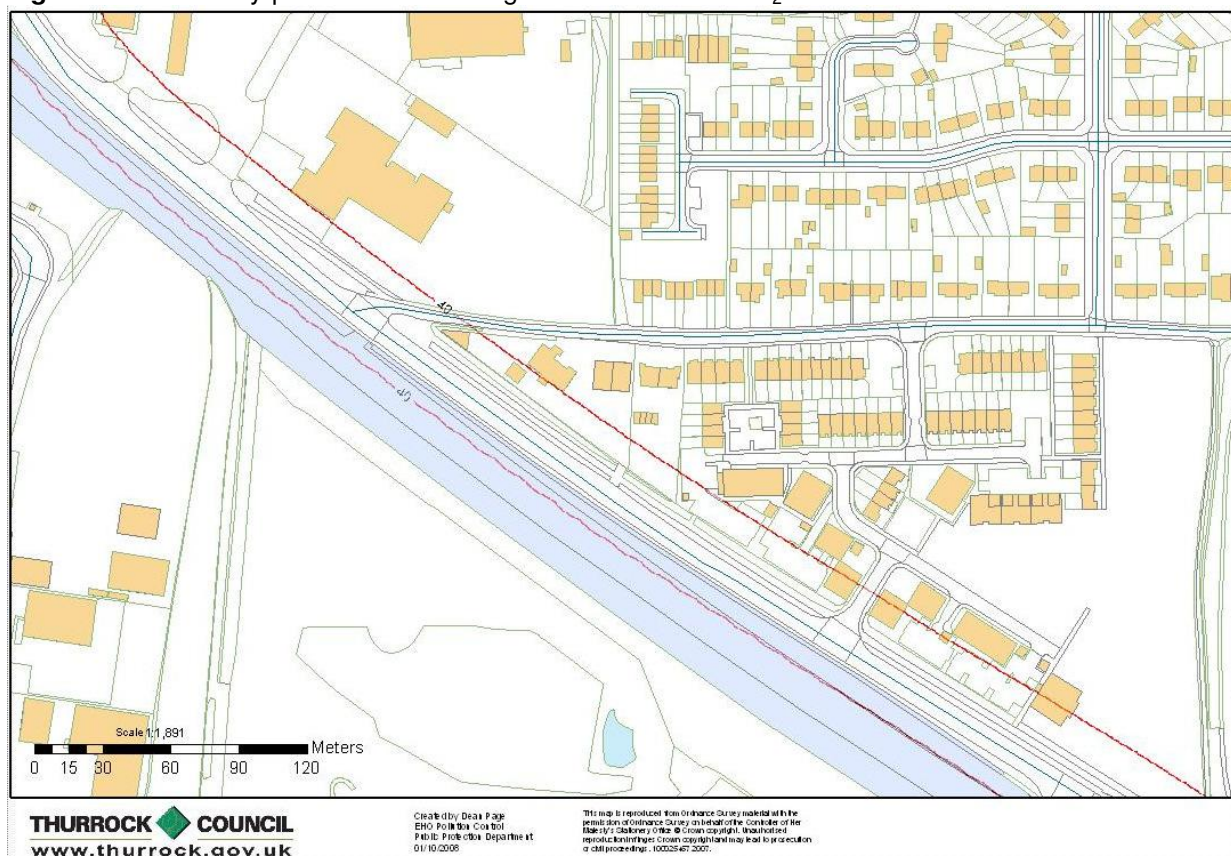 40
40
Scale 1:1,891
Meters
0 15 30 60 90 120
THURROCK COUNCIL
www.thurrock.gov.uk
Created by Dean Page
EHO Pollution Control
Public Protection Department
01/10/2008
This map is reproduced from Ordnance Survey material with the
permission of Ordnance Survey on behalf of the Controller of Her
Majesty's Stationery Office © Crown copyright. Unauthorised
reproduction infringes Crown copyright and may lead to prosecution
or civil proceedings. 100025457 2007.